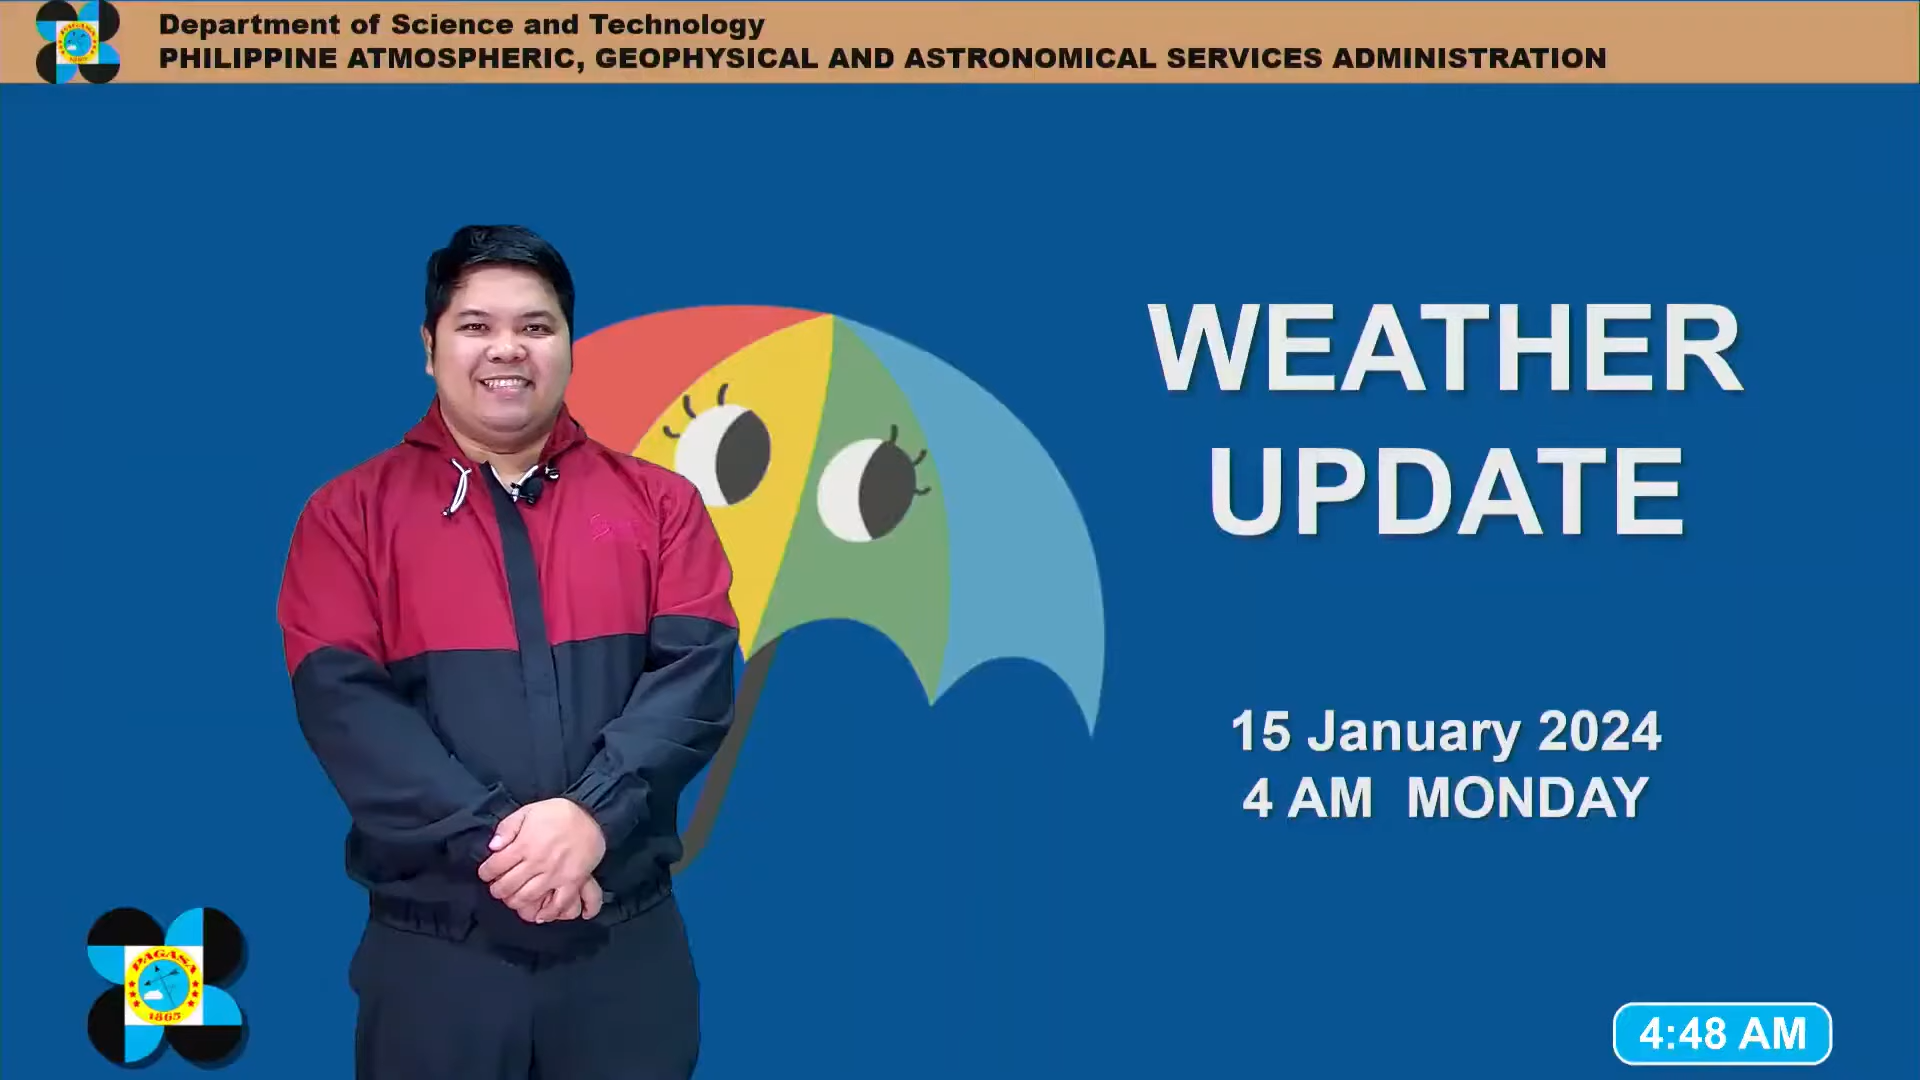 Department of Science and Technology
PHILIPPINE ATMOSPHERIC, GEOPHYSICAL AND ASTRONOMICAL SERVICES ADMINISTRATION
WEATHER
UPDATE
15 January 2024
4 AM MONDAY
PAGASA
1865
4:48 AM